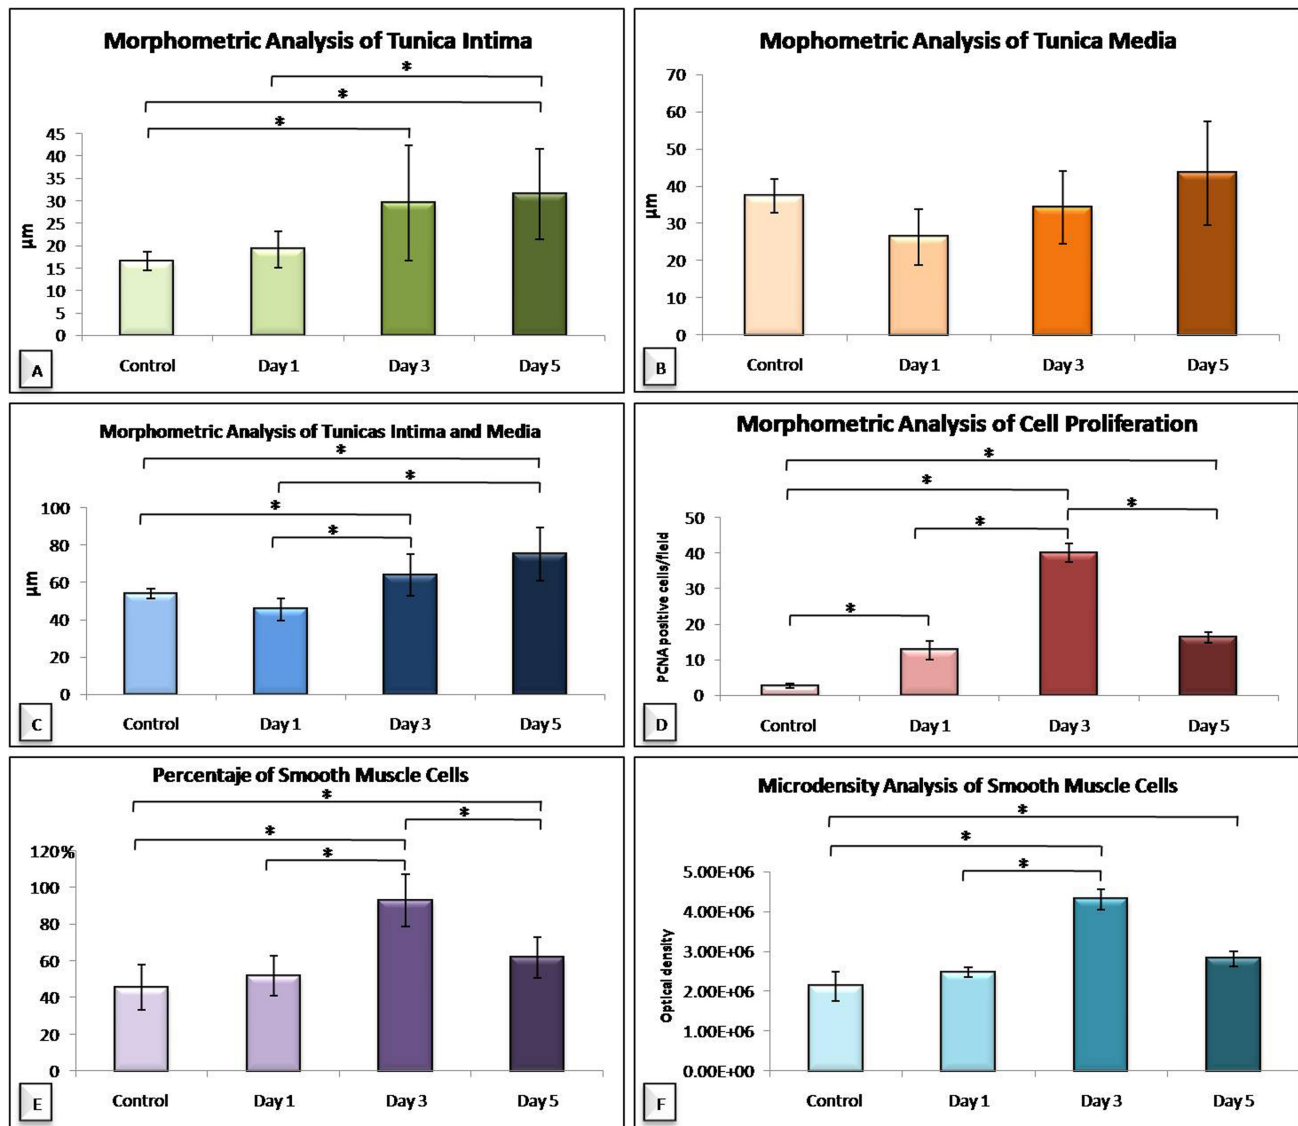 Morphometric Analysis of Tunica Intima
*
*
*
45
40
35
30
25
20
15
10
5
0
µm
Control Day 1 Day 3 Day 5
A
Mophometric Analysis of Tunica Media
70
60
50
40
30
20
10
0
µm
Control Day 1 Day 3 Day 5
B
Morphometric Analysis of Tunicas Intima and Media
*
*
*
*
100
80
60
40
20
0
µm
Control Day 1 Day 3 Day 5
C
Morphometric Analysis of Cell Proliferation
*
*
*
*
*
50
40
30
20
10
0
PCNA positive cells/field
Control Day 1 Day 3 Day 5
D
Percentaje of Smooth Muscle Cells
*
*
*
*
120%
100
80
60
40
20
0
Control Day 1 Day 3 Day 5
E
Microdensity Analysis of Smooth Muscle Cells
*
*
*
5.00E+06
4.00E+06
3.00E+06
2.00E+06
1.00E+06
0.00E+00
Optical density
Control Day 1 Day 3 Day 5
F